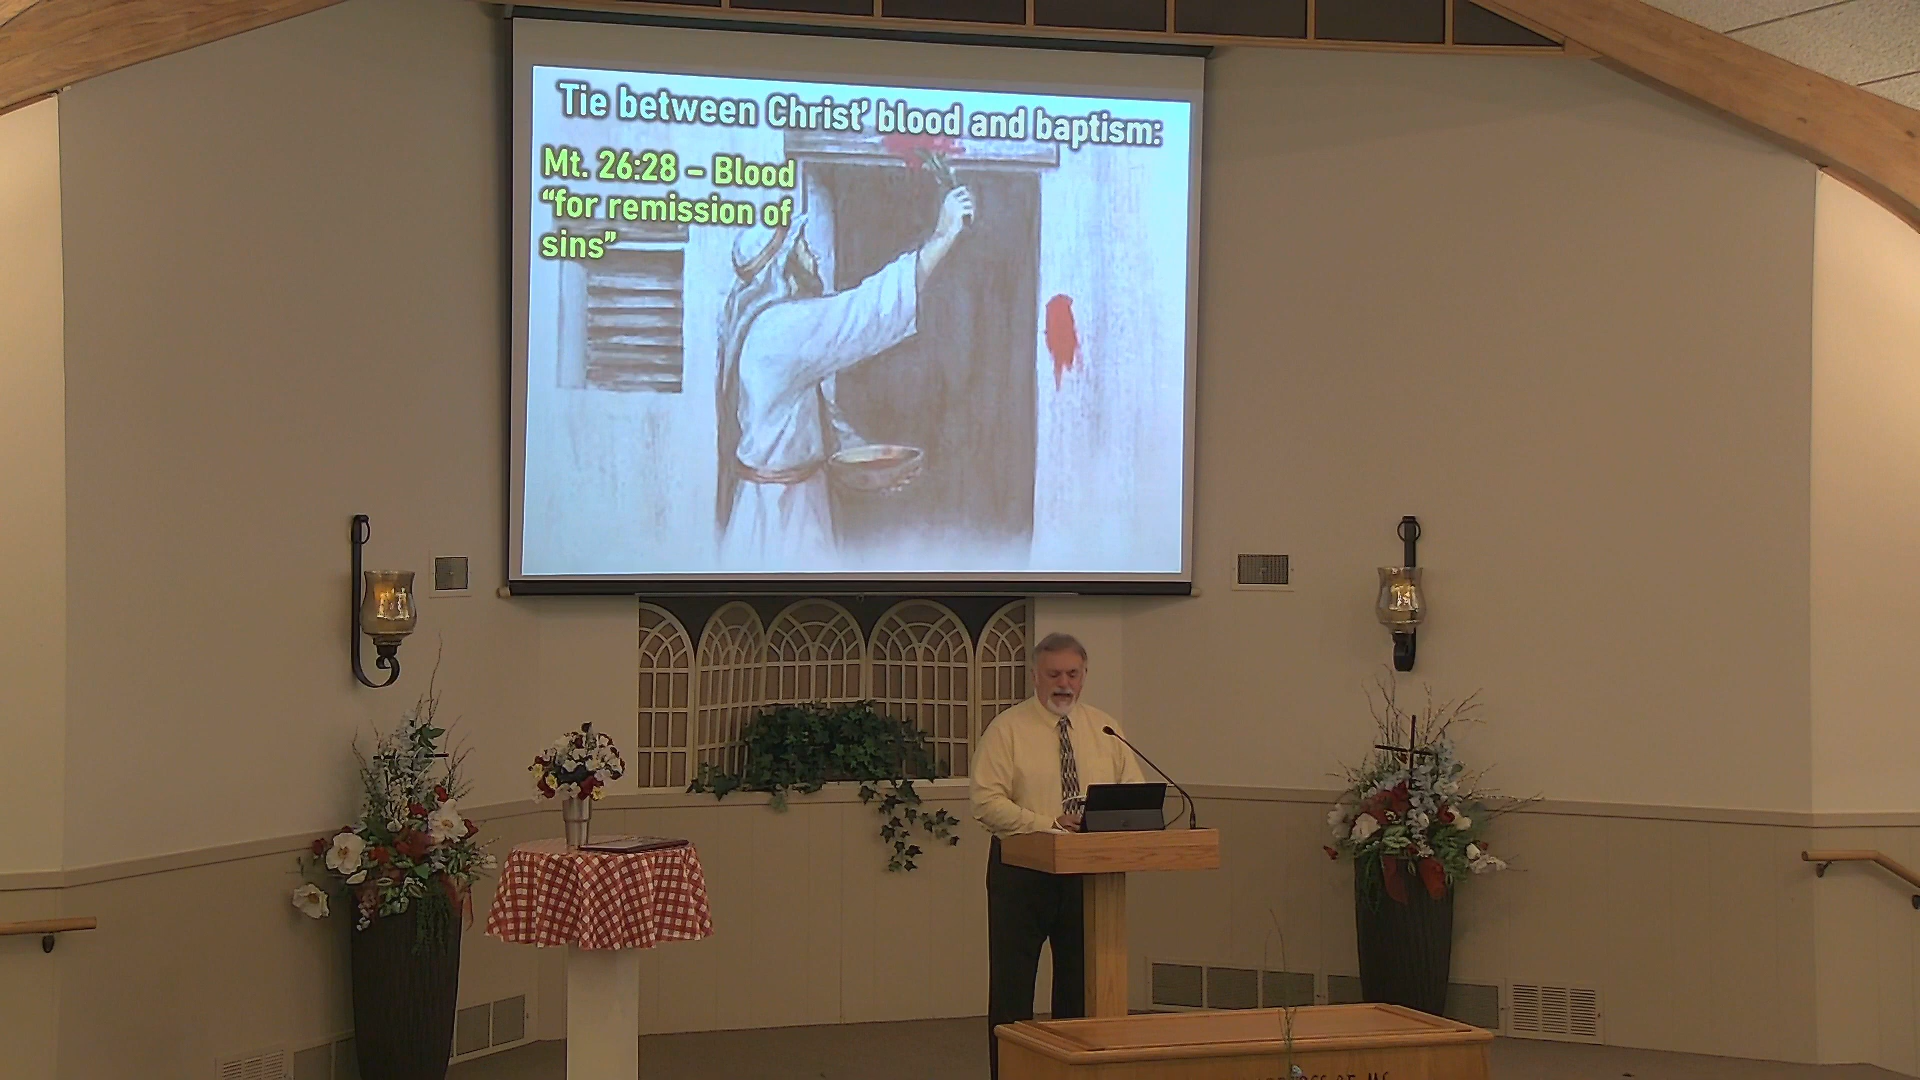 Tie between Christ' blood and baptism:
Mt. 26:28 – Blood
“for remission of
sins”